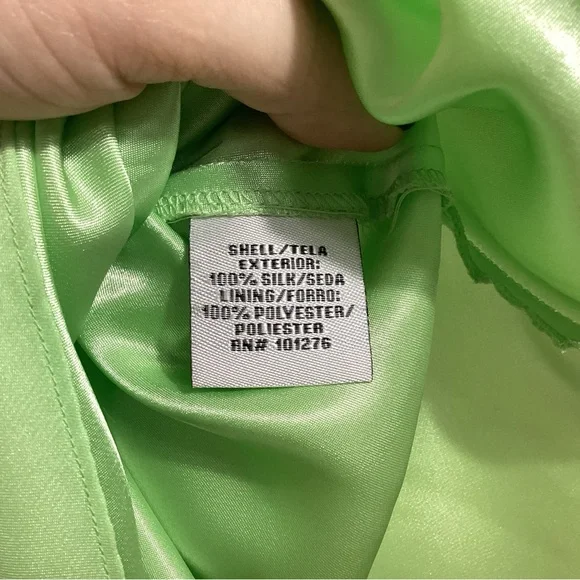 SHELL/TELA
EXTERIOR:
100% SILK/SEDA
LINING/FORRO:
100% POLYESTER/
POLIESTER
RN# 101276